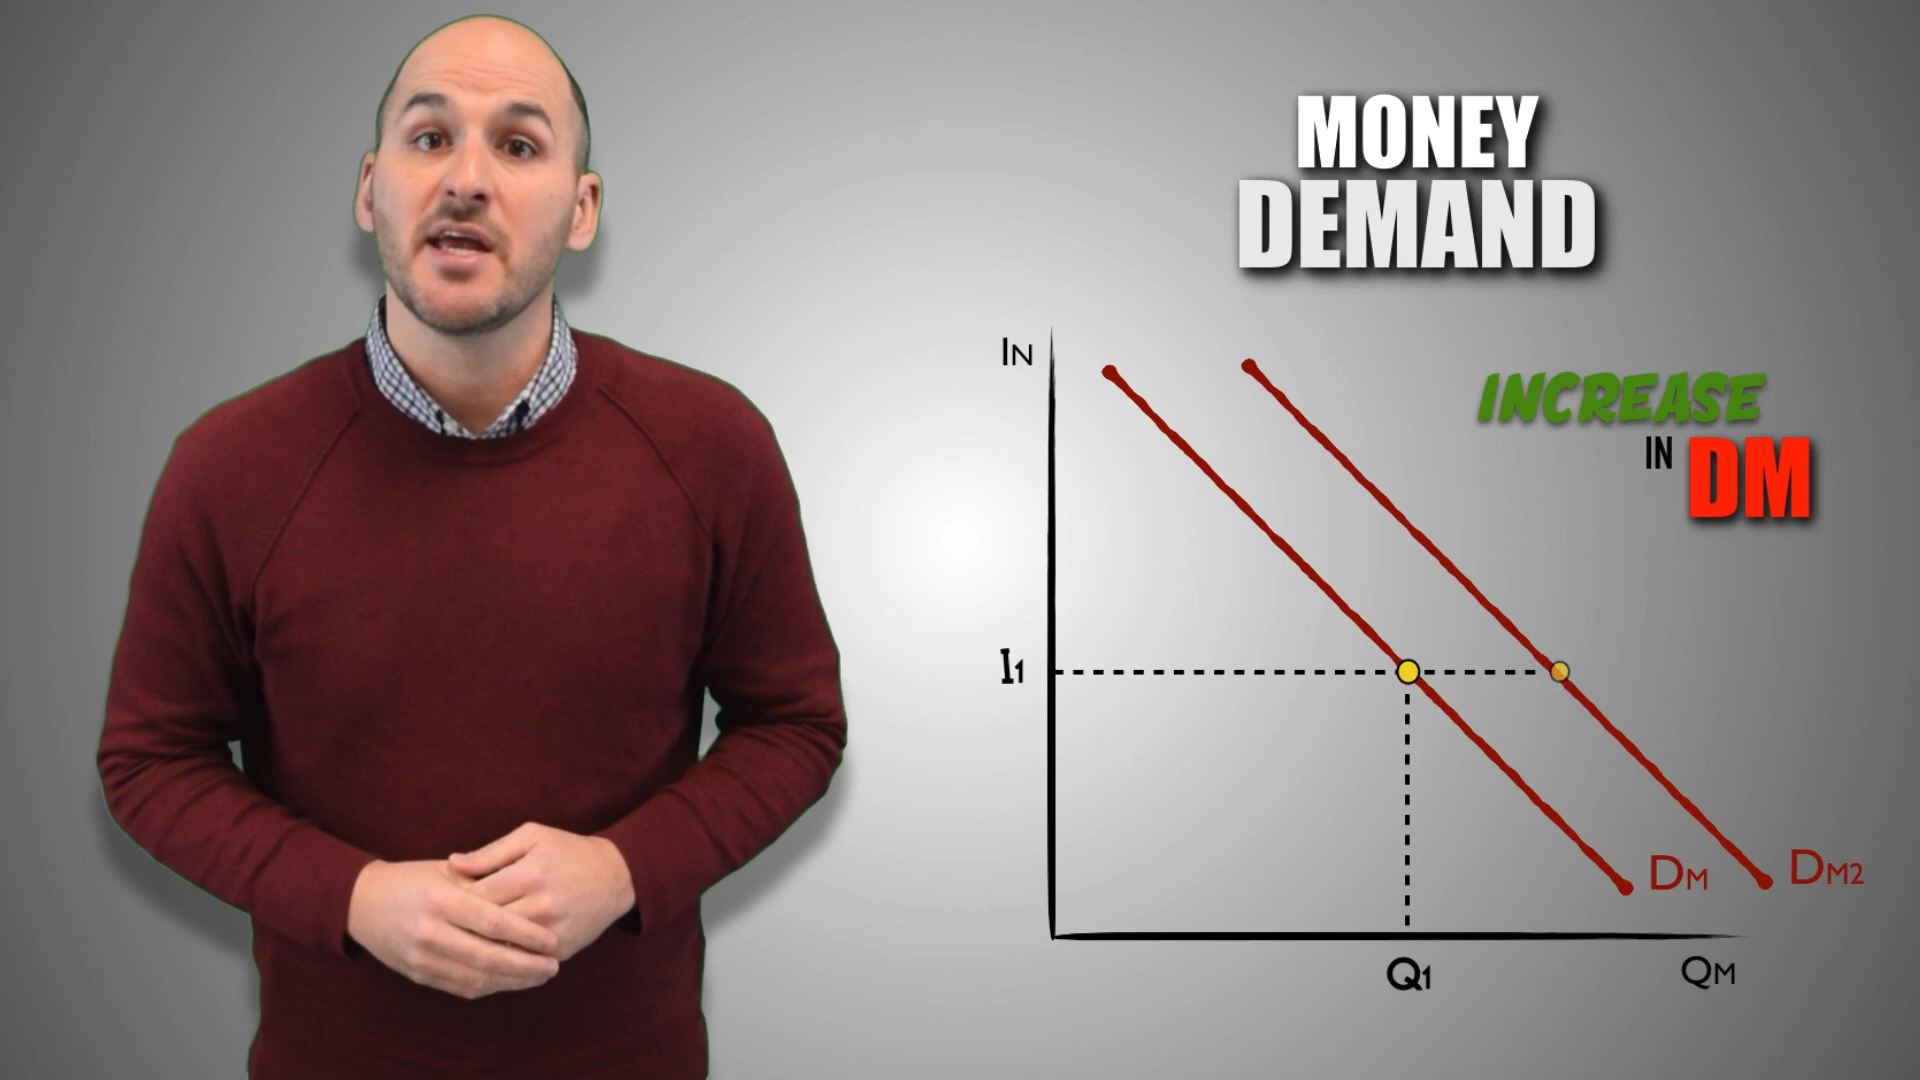 MONEY
DEMAND
IN
INCREASE
IN DM
I1
DM
DM2
Q1
QM